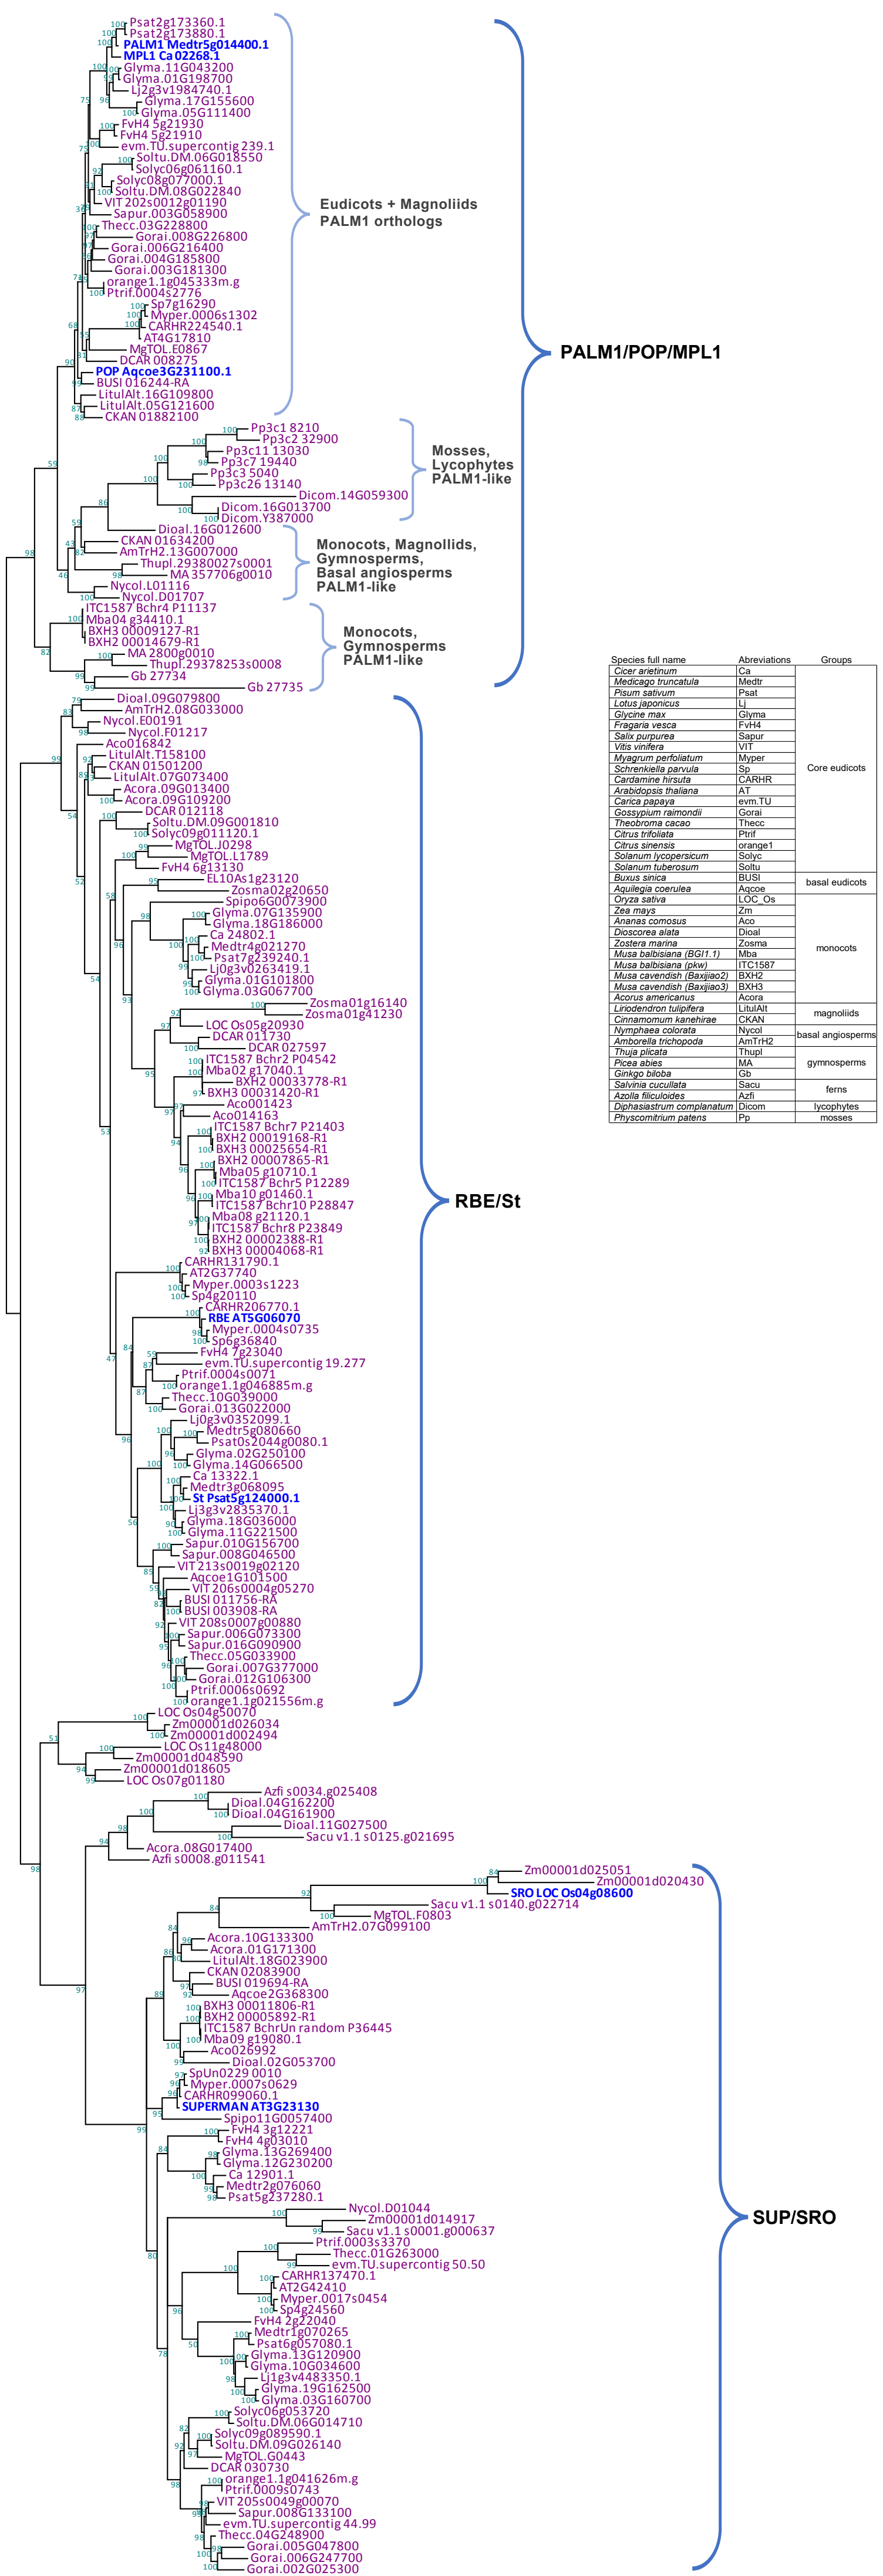 Psat2g173360.1
Psat2g173880.1
PALM1 Medtr5g014400.1
MPL1 Ca 02268.1
Glyma.11G043200
Glyma.01G198700
Lj2g3v1984740.1
Glyma.17G155600
Glyma.05G111400
FvH4 5g21930
FvH4 5g21910
evm.TU.supercontig 239.1
Soltu.DM.06G018550
Solyc06g061160.1
Solyc08g077000.1
Soltu.DM.08G022840
VIT 202s0012g01190
Sapur.003G058900
Thecc.03G228800
Gorai.008G226800
Gorai.006G216400
Gorai.004G185800
Gorai.003G181300
orange1.1g045333m.g
Ptrif.0004s2776
Sp7g16290
Myper.0006s1302
CARHR224540.1
AT4G17810
MgTOL.E0867
DCAR 008275
POP Aqcoe3G231100.1
BUSI 016244-RA
LitulAlt.16G109800
LitulAlt.05G121600
CKAN 01882100
Eudicots + Magnoliids
PALM1 orthologs
PALM1/POP/MPL1
Pp3c1 8210
Pp3c2 32900
Pp3c11 13030
Pp3c7 19440
Pp3c3 5040
Pp3c26 13140
Dicom.14G059300
Dicom.16G013700
Dicom.Y387000
Mosses,
Lycophytes
PALM1-like
Dioal.16G012600
CKAN 01634200
AmTrH2.13G007000
Thupl.29380027s0001
MA 357706g0010
Nycol.L01116
Nycol.D01707
Monocots, Magnollids,
Gymnosperms,
Basal angiosperms
PALM1-like
ITC1587 Bchr4 P11137
Mba04 g34410.1
BXH3 00009127-R1
BXH2 00014679-R1
MA 2800g0010
Thupl.29378253s0008
Gb 27734
Gb 27735
Monocots,
Gymnosperms
PALM1-like
Dioal.09G079800
AmTrH2.08G033000
Nycol.E00191
Nycol.F01217
Aco016842
LitulAlt.T158100
CKAN 01501200
LitulAlt.07G073400
Acora.09G013400
Acora.09G109200
DCAR 012118
Soltu.DM.09G001810
Solyc09g011120.1
MgTOL.J0298
MgTOL.L1789
FvH4 6g13130
EL10As1g23120
Zosma02g20650
Spipo6G0073900
Glyma.07G135900
Glyma.18G186000
Ca 24802.1
Medtr4g021270
Psat7g239240.1
Lj0g3v0263419.1
Glyma.01G101800
Glyma.03G067700
Zosma01g16140
Zosma01g41230
LOC Os05g20930
DCAR 011730
DCAR 027597
ITC1587 Bchr2 P04542
Mba02 g17040.1
BXH2 00033778-R1
BXH3 00031420-R1
Aco001423
Aco014163
ITC1587 Bchr7 P21403
BXH2 00019168-R1
BXH3 00025654-R1
BXH2 00007865-R1
Mba05 g10710.1
ITC1587 Bchr5 P12289
Mba10 g01460.1
ITC1587 Bchr10 P28847
Mba08 g21120.1
ITC1587 Bchr8 P23849
BXH2 00002388-R1
BXH3 00004068-R1
CARHR131790.1
AT2G37740
Myper.0003s1223
Sp4g20110
CARHR206770.1
RBE AT5G06070
Myper.0004s0735
Sp6g36840
FvH4 7g23040
evm.TU.supercontig 19.277
Ptrif.0004s0071
orange1.1g046885m.g
Thecc.10G039000
Gorai.013G022000
Lj0g3v0352099.1
Medtr5g080660
Psat0s2044g0080.1
Glyma.02G250100
Glyma.14G066500
Ca 13322.1
Medtr3g068095
St Psat5g124000.1
Lj3g3v2835370.1
Glyma.18G036000
Glyma.11G221500
Sapur.010G156700
Sapur.008G046500
VIT 213s0019g02120
Aqcoe1G101500
VIT 206s0004g05270
BUSI 011756-RA
BUSI 003908-RA
VIT 208s0007g00880
Sapur.006G073300
Sapur.016G090900
Thecc.05G033900
Gorai.007G377000
Gorai.012G106300
Ptrif.0006s0692
orange1.1g021556m.g
RBE/St
LOC Os04g50070
Zm00001d026034
Zm00001d002494
LOC Os11g48000
Zm00001d048590
Zm00001d018605
LOC Os07g01180
Azfi s0034.g025408
Dioal.04G162200
Dioal.04G161900
Dioal.11G027500
Sacu v1.1 s0125.g021695
Acora.08G017400
Azfi s0008.g011541
Zm00001d025051
Zm00001d020430
SRO LOC Os04g08600
Sacu v1.1 s0140.g022714
MgTOL.F0803
AmTrH2.07G099100
Acora.10G133300
Acora.01G171300
LitulAlt.18G023900
CKAN 02083900
BUSI 019694-RA
Aqcoe2G368300
BXH3 00011806-R1
BXH2 00005892-R1
ITC1587 BchrUn random P36445
Mba09 g19080.1
Aco026992
Dioal.02G053700
SpUn0229 0010
Myper.0007s0629
CARHR099060.1
SUPERMAN AT3G23130
Spipo11G0057400
FvH4 3g12221
FvH4 4g03010
Glyma.13G269400
Glyma.12G230200
Ca 12901.1
Medtr2g076060
Psat5g237280.1
Nycol.D01044
Zm00001d014917
Sacu v1.1 s0001.g000637
Ptrif.0003s3370
Thecc.01G263000
evm.TU.supercontig 50.50
CARHR137470.1
AT2G42410
Myper.0017s0454
Sp4g24560
FvH4 2g22040
Medtr1g070265
Psat6g057080.1
Glyma.13G120900
Glyma.10G034600
Lj1g3v4483350.1
Glyma.19G162500
Glyma.03G160700
Solyc06g053720
Soltu.DM.06G014710
Solyc09g089590.1
Soltu.DM.09G026140
MgTOL.G0443
DCAR 030730
orange1.1g041626m.g
Ptrif.0009s0743
VIT 205s0049g00070
Sapur.008G133100
evm.TU.supercontig 44.99
Thecc.04G248900
Gorai.005G047800
Gorai.006G247700
Gorai.002G025300
SUP/SRO
Species full name Abreviations Groups
Cicer arietinum Ca
Medicago truncatula Medtr
Pisum sativum Psat
Lotus japonicus Lj
Glycine max Glyma
Fragaria vesca FvH4
Salix purpurea Sapur
Vitis vinifera VIT
Myagrum perfoliatum Myper
Schrenkiella parvula Sp
Cardamine hirsuta CARHR
Arabidopsis thaliana AT
Carica papaya evm.TU
Gossypium raimondii Gorai
Theobroma cacao Thecc
Citrus trifoliata Ptrif
Citrus sinensis orange1
Solanum lycopersicum Solyc
Solanum tuberosum Soltu
Core eudicots
Buxus sinica BUSI
Aquilegia coerulea Aqcoe
basal eudicots
Oryza sativa LOC_Os
Zea mays Zm
Ananas comosus Aco
Dioscorea alata Dioal
Zostera marina Zosma
Musa balbisiana (BGI1.1) Mba
Musa balbisiana (pkw) ITC1587
Musa cavendish (Baxijiao2) BXH2
Musa cavendish (Baxijiao3) BXH3
Acorus americanus Acora
monocots
Liriodendron tulipifera LitulAlt
Cinnamomum kanehirae CKAN
magnoliids
Nymphaea colorata Nycol
Amborella trichopoda AmTrH2
basal angiosperms
Thuja plicata Thupl
Picea abies MA
Ginkgo biloba Gb
gymnosperms
Salvinia cucullata Sacu
Azolla filiculoides Azfi
ferns
Diphasiastrum complanatum Dicom lycophytes
Physcomitrium patens Pp mosses